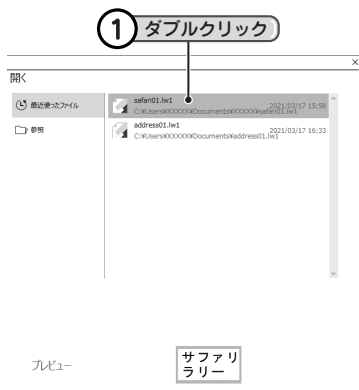 1 ダブルクリック
×
開く
最近使ったファイル
safari01.lw1
2021/03/17 15:58
C:¥Users¥XXXXX¥Documents¥XXXXX¥safari01.lw1
参照
address01.lw1
2021/03/17 16:33
C:¥Users¥XXXXX¥Documents¥address01.lw1
プレビュー
サファリ
ラリー